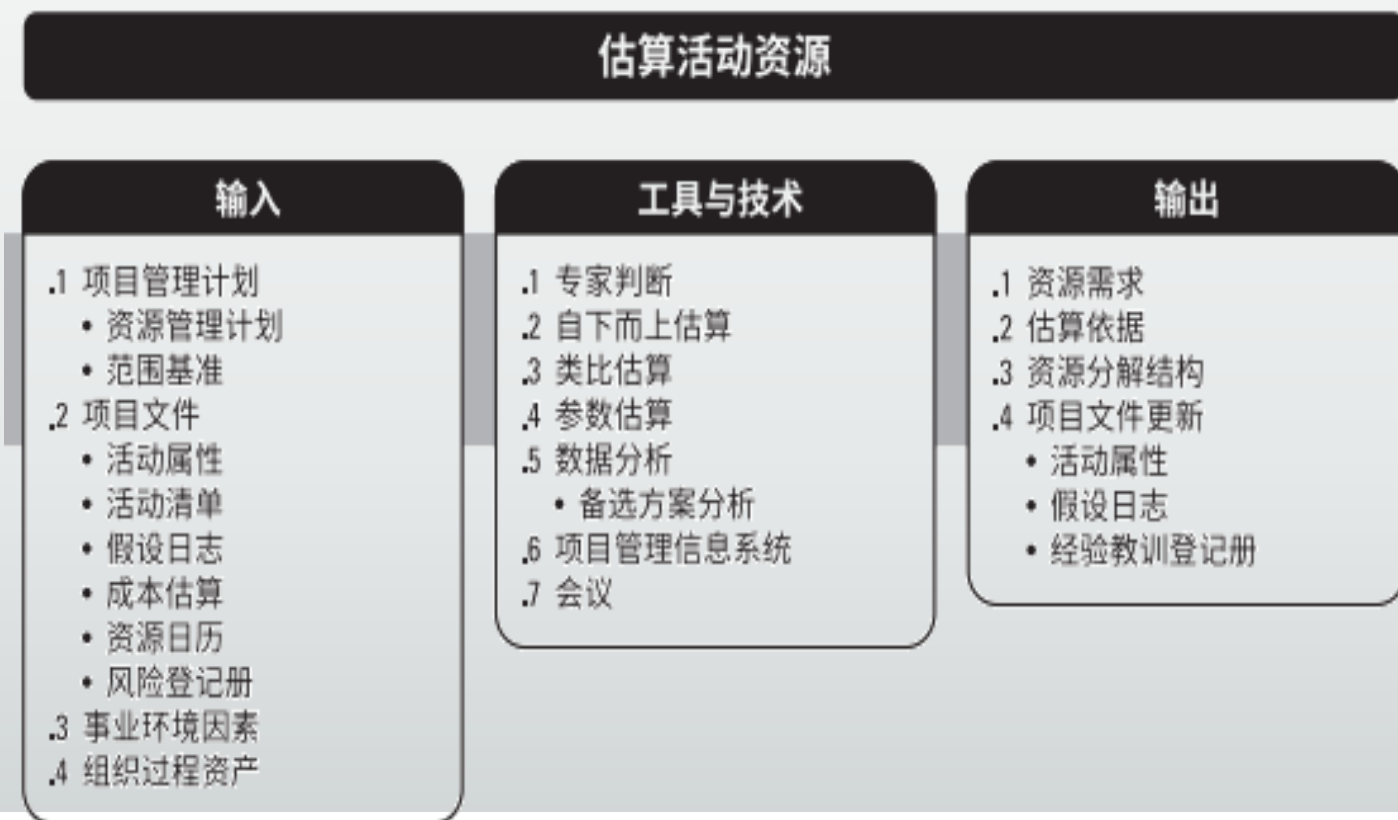 估算活动资源
输入
.1 项目管理计划
• 资源管理计划
• 范围基准
.2 项目文件
• 活动属性
• 活动清单
• 假设日志
• 成本估算
• 资源日历
• 风险登记册
.3 事业环境因素
.4 组织过程资产
工具与技术
.1 专家判断
.2 自下而上估算
.3 类比估算
.4 参数估算
.5 数据分析
• 备选方案分析
.6 项目管理信息系统
.7 会议
输出
.1 资源需求
.2 估算依据
.3 资源分解结构
.4 项目文件更新
• 活动属性
• 假设日志
• 经验教训登记册